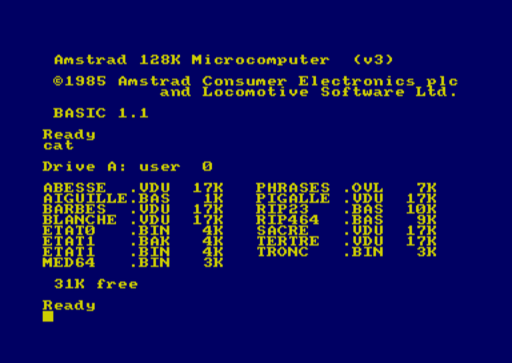 Amstrad 128K Microcomputer  (v3)
©1985 Amstrad Consumer Electronics plc
and Locomotive Software Ltd.
BASIC 1.1
Ready
cat
Drive A: user  0
ABESSE  .VDU  17K    PHRASES .OVL   7K
AIGUILLE.BAS   1K    PIGALLE .VDU  17K
BARBES  .VDU  17K    RIP23   .BAS  10K
BLANCHE .VDU  17K    RIP464  .BAS   9K
ETAT0   .BIN   4K    SACRE   .VDU  17K
ETAT1   .BAK   4K    TERTRE  .VDU  17K
ETAT1   .BIN   4K    TRONC   .BIN   3K
MED64   .BIN   3K
31K free
Ready